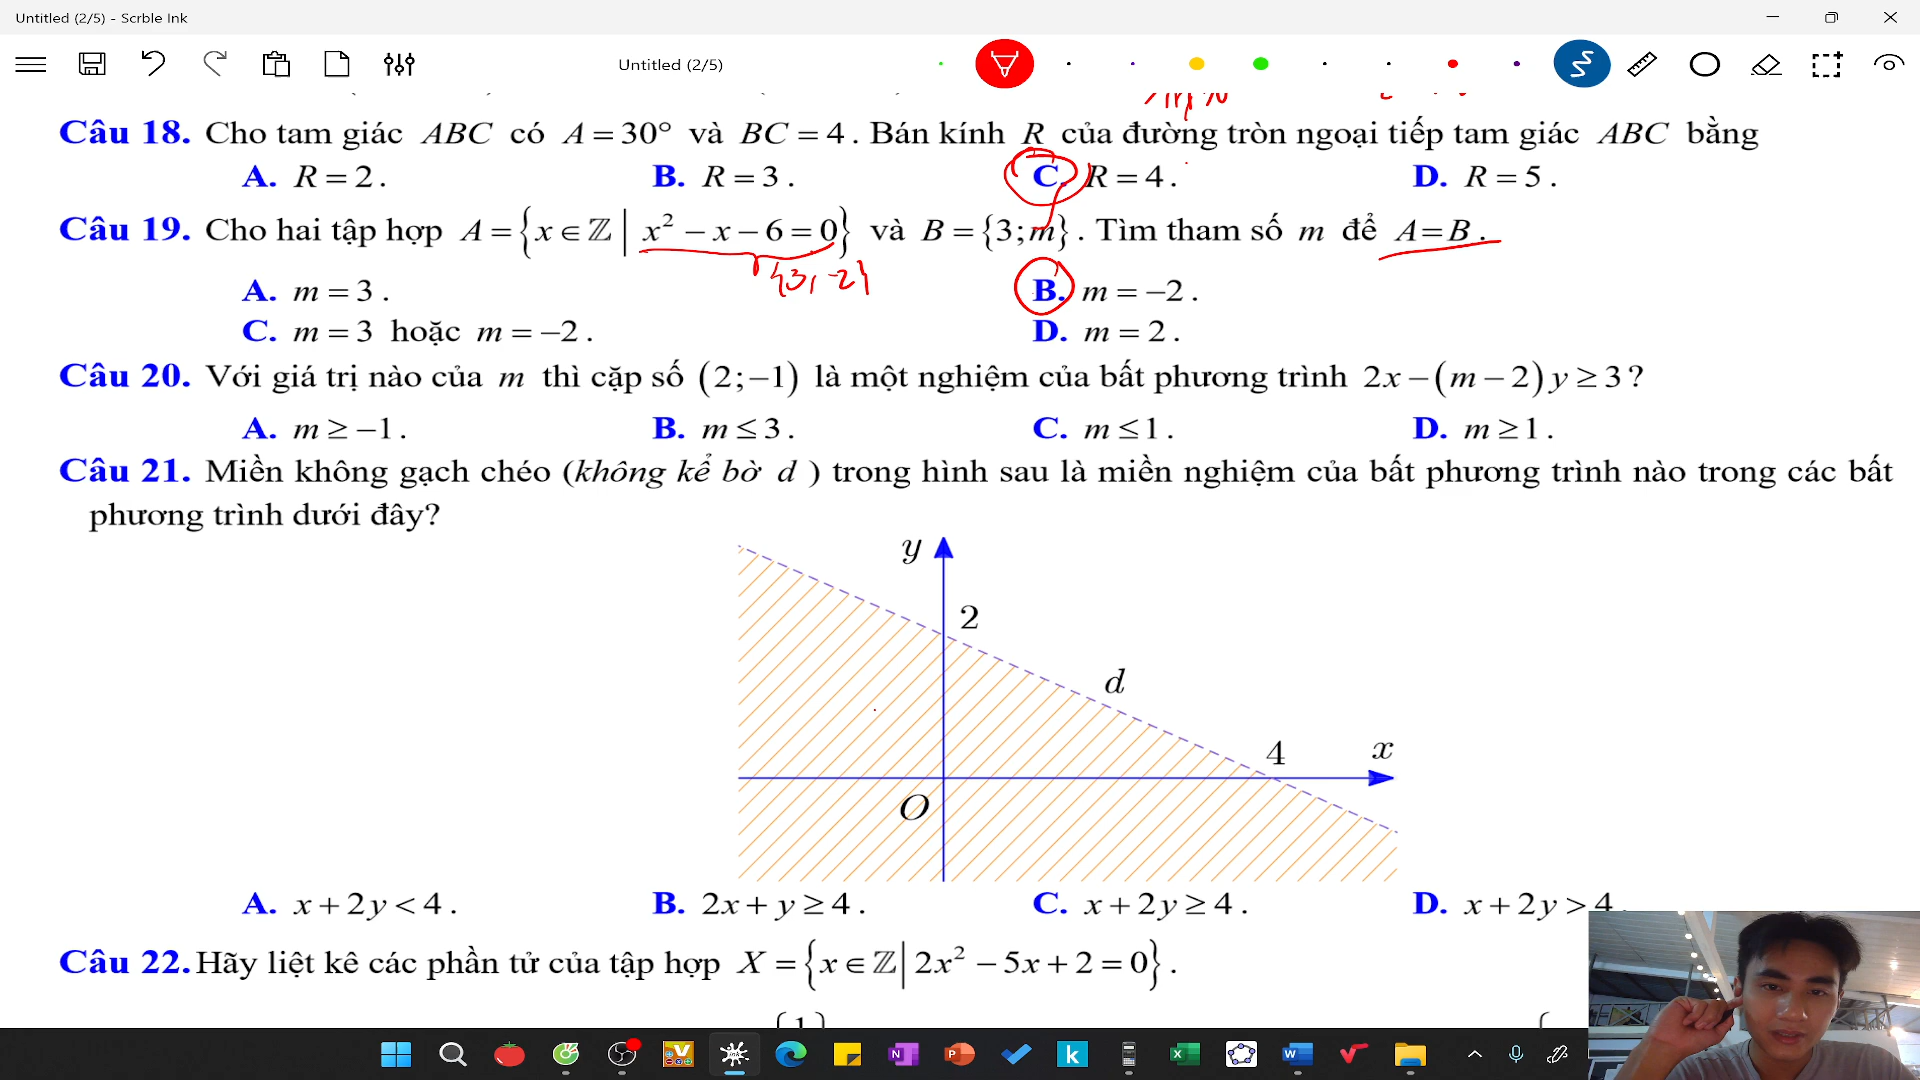 Untitled (2/5) - Scrble Ink
Untitled (2/5)
Câu 18. Cho tam giác ABC có A = 30° và BC = 4. Bán kính R của đường tròn ngoại tiếp tam giác ABC bằng
A. R = 2. B. R = 3. C. R = 4. D. R = 5.
Câu 19. Cho hai tập hợp A = {x ∈ ℤ | x² − x − 6 = 0} và B = {3; m}. Tìm tham số m để A = B.
{3, -2}
A. m = 3. B. m = −2.
C. m = 3 hoặc m = −2. D. m = 2.
Câu 20. Với giá trị nào của m thì cặp số (2; −1) là một nghiệm của bất phương trình 2x − (m − 2) y ≥ 3?
A. m ≥ −1. B. m ≤ 3. C. m ≤ 1. D. m ≥ 1.
Câu 21. Miền không gạch chéo (không kể bờ d) trong hình sau là miền nghiệm của bất phương trình nào trong các bất
phương trình dưới đây?
y
2
d
4 x
O
A. x + 2y < 4. B. 2x + y ≥ 4. C. x + 2y ≥ 4. D. x + 2y > 4.
Câu 22. Hãy liệt kê các phần tử của tập hợp X = {x ∈ ℤ | 2x² − 5x + 2 = 0}.